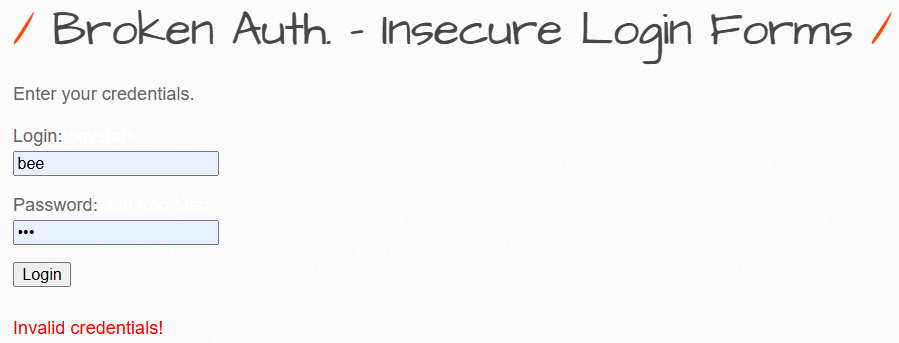 / Broken Auth. - Insecure Login Forms /
Enter your credentials.
Login: tonystark
bee
Password: I am Iron Man
•••
Login
Invalid credentials!